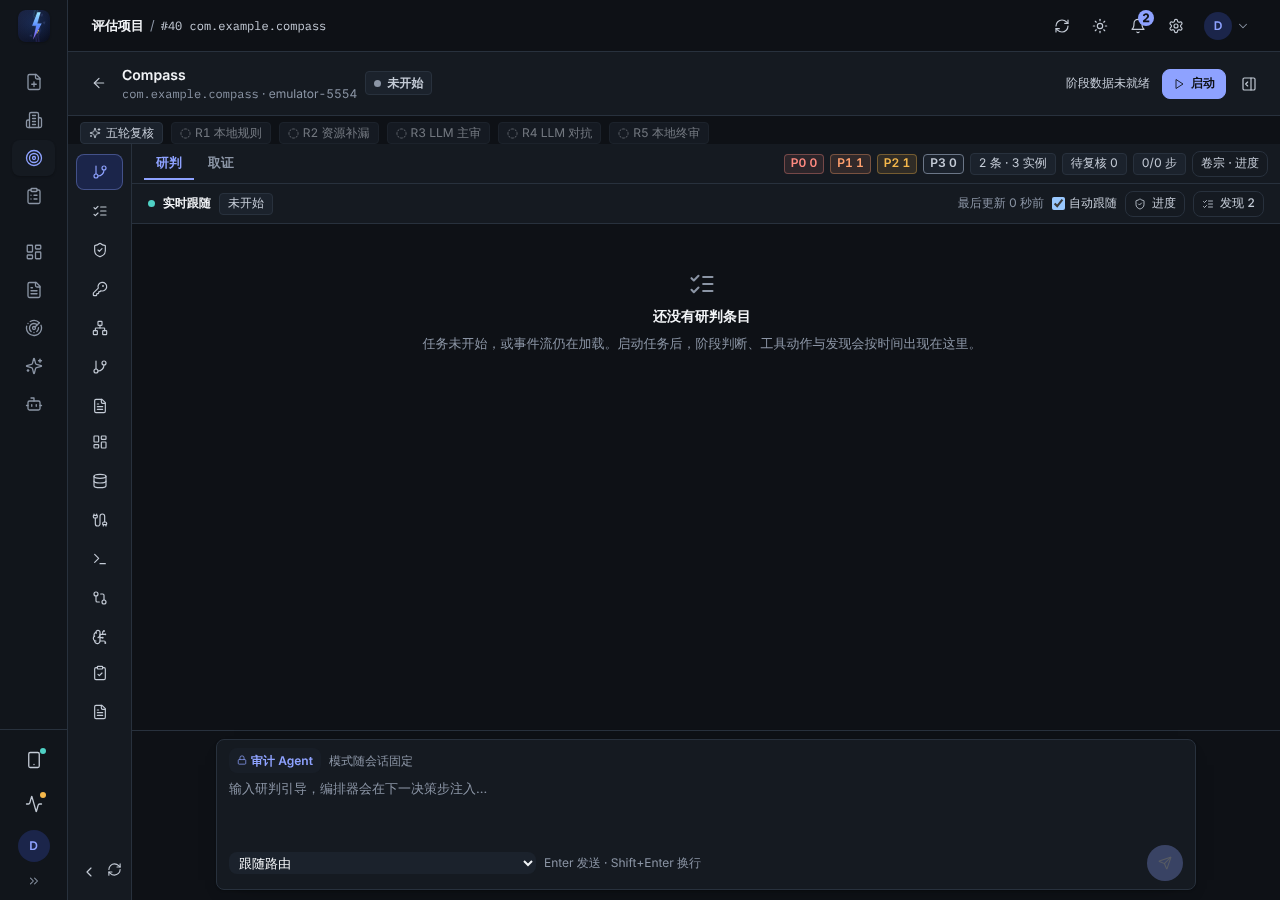 评估项目 / #40 com.example.compass
2
D
Compass
com.example.compass · emulator-5554
未开始
阶段数据未就绪
启动
五轮复核
R1 本地规则
R2 资源补漏
R3 LLM 主审
R4 LLM 对抗
R5 本地终审
研判
取证
P0 0
P1 1
P2 1
P3 0
2 条 · 3 实例
待复核 0
0/0 步
卷宗 · 进度
实时跟随
未开始
最后更新 0 秒前
自动跟随
进度
发现 2
还没有研判条目
任务未开始，或事件流仍在加载。启动任务后，阶段判断、工具动作与发现会按时间出现在这里。
审计 Agent
模式随会话固定
输入研判引导，编排器会在下一决策步注入...
跟随路由
Enter 发送 · Shift+Enter 换行
D